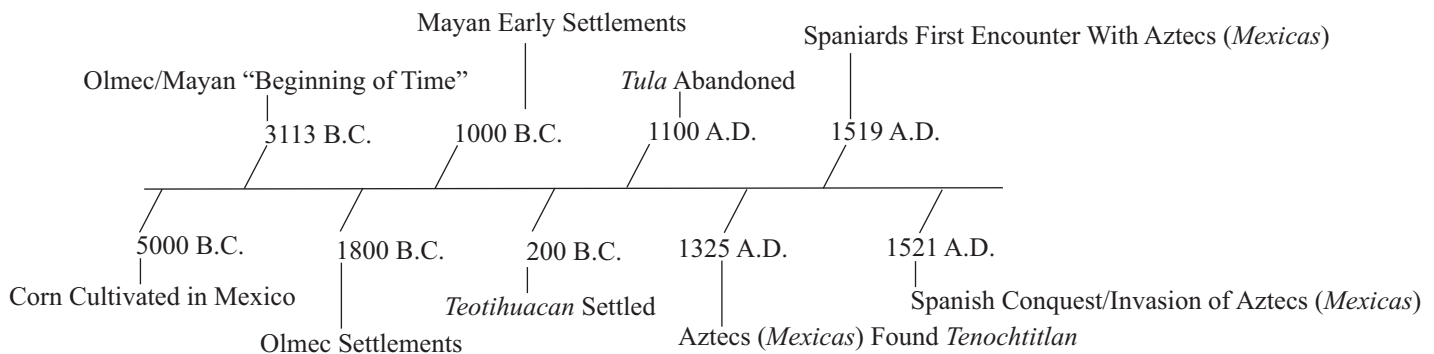 Mayan Early Settlements
Spaniards First Encounter With Aztecs (Mexicas)
Olmec/Mayan “Beginning of Time”
Tula Abandoned
3113 B.C.
1000 B.C.
1100 A.D.
1519 A.D.
5000 B.C.
1800 B.C.
200 B.C.
1325 A.D.
1521 A.D.
Corn Cultivated in Mexico
Teotihuacan Settled
Spanish Conquest/Invasion of Aztecs (Mexicas)
Olmec Settlements
Aztecs (Mexicas) Found Tenochtitlan